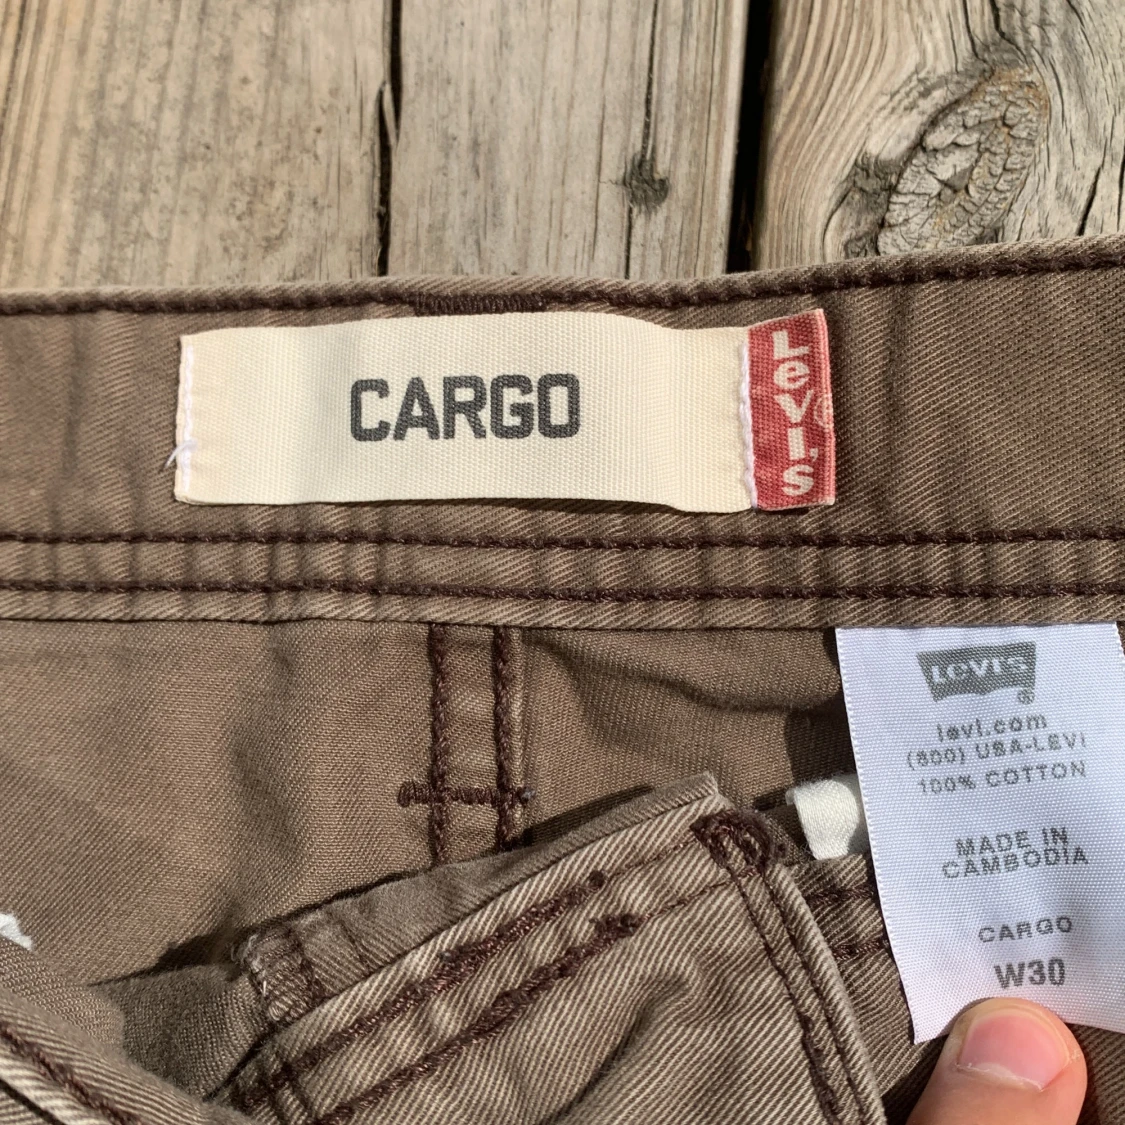 CARGO
LEVI'S
LEVI'S
®
levi.com
(800) USA-LEVI
100% COTTON
MADE IN
CAMBODIA
CARGO
W30